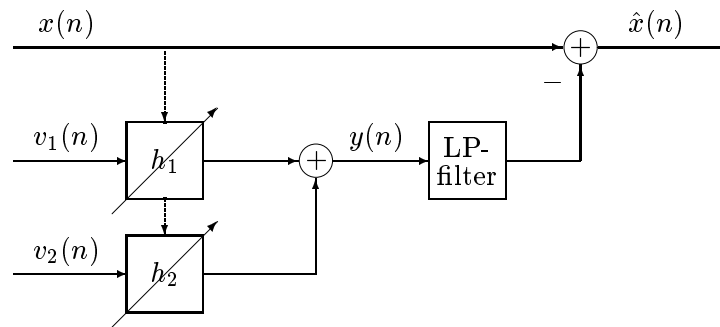 x(n)
x̂(n)
+
−
v₁(n)
h₁
+
y(n)
LP-
filter
v₂(n)
h₂